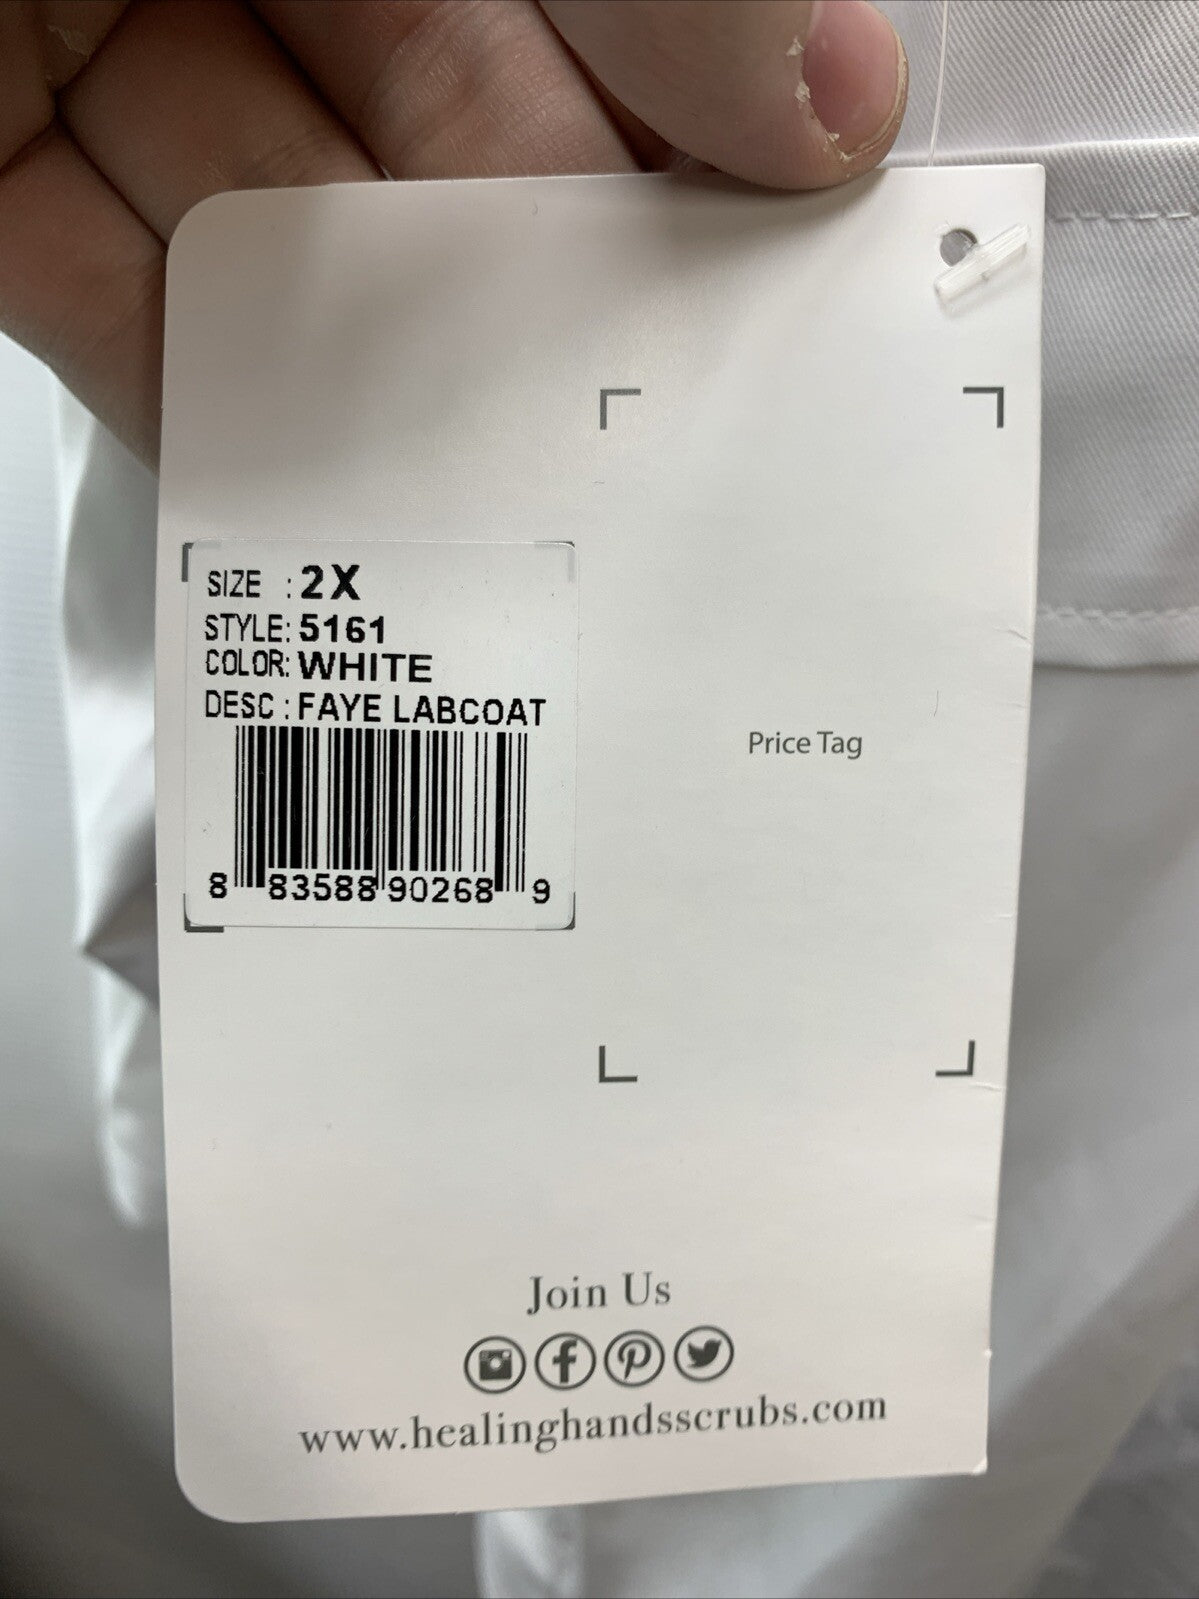 SIZE : 2X
STYLE: 5161
COLOR: WHITE
DESC : FAYE LABCOAT
8 83588 90268 9
Price Tag
Join Us
www.healinghandsscrubs.com